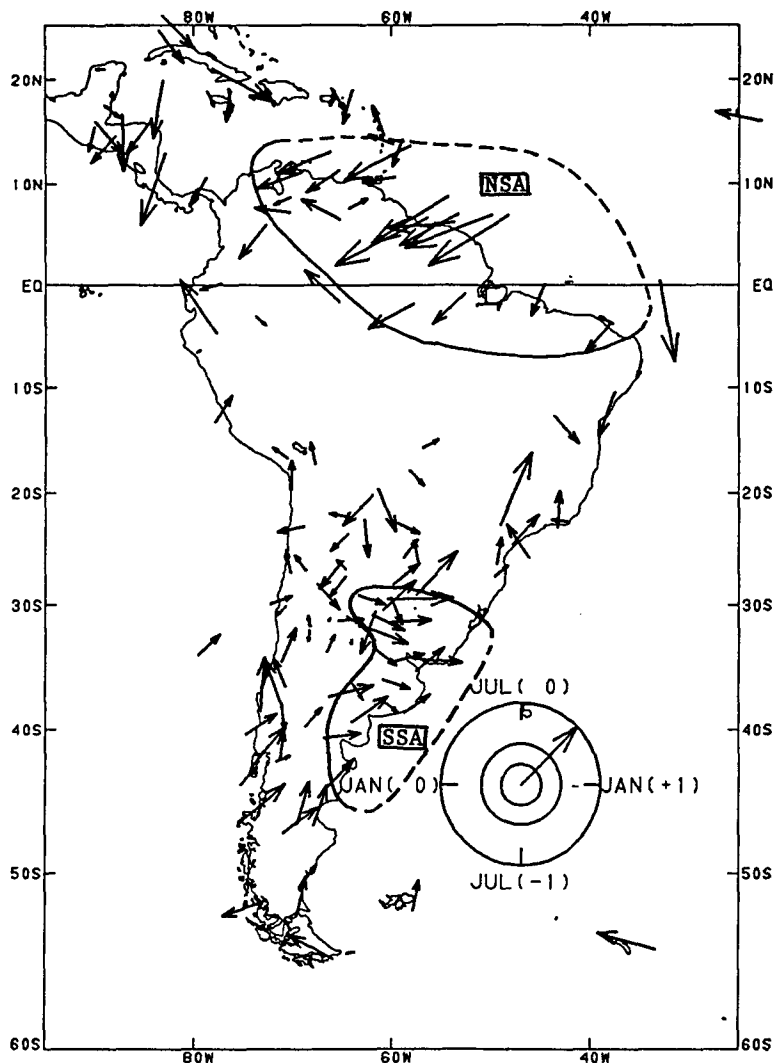 80W 60W 40W
20N 20N
10N NSA 10N
EQ EQ
10S 10S
20S 20S
30S 30S
JUL( 0)
40S SSA 40S
JAN( 0) JAN(+1)
JUL(-1)
50S 50S
60S 60S
80W 60W 40W